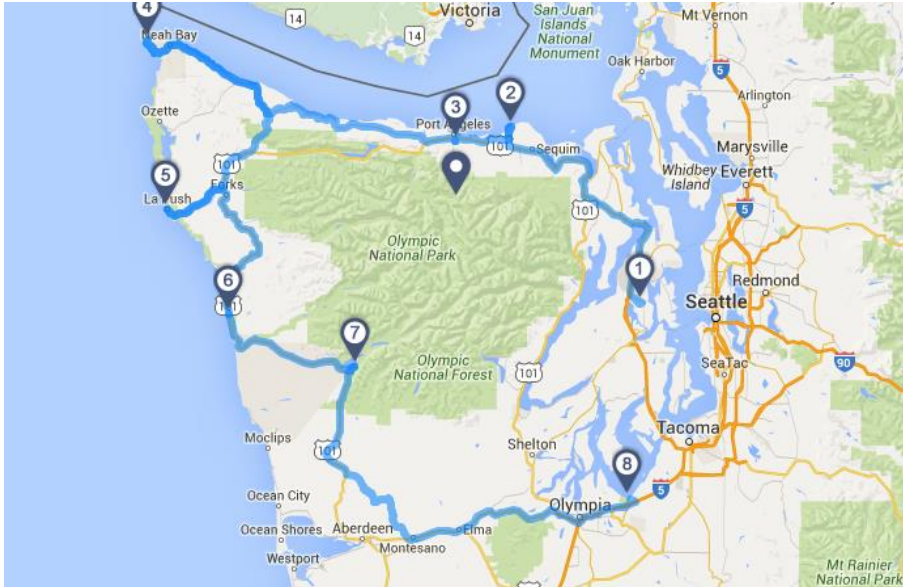 4
14
Victoria
San Juan
Islands
National
Monument
Mt Vernon
14
Neah Bay
Oak Harbor
5
Arlington
Ozette
3
2
Port Angeles
101
Sequim
Marysville
Whidbey
Island
Everett
5
5
101
La Push
Forks
101
Olympic
National Park
1
Redmond
6
101
Seattle
7
SeaTac
90
Olympic
National Forest
101
Moclips
101
Shelton
Tacoma
8
5
Ocean City
Olympia
Aberdeen
Elma
Ocean Shores
Montesano
Westport
Mt Rainier
National Park